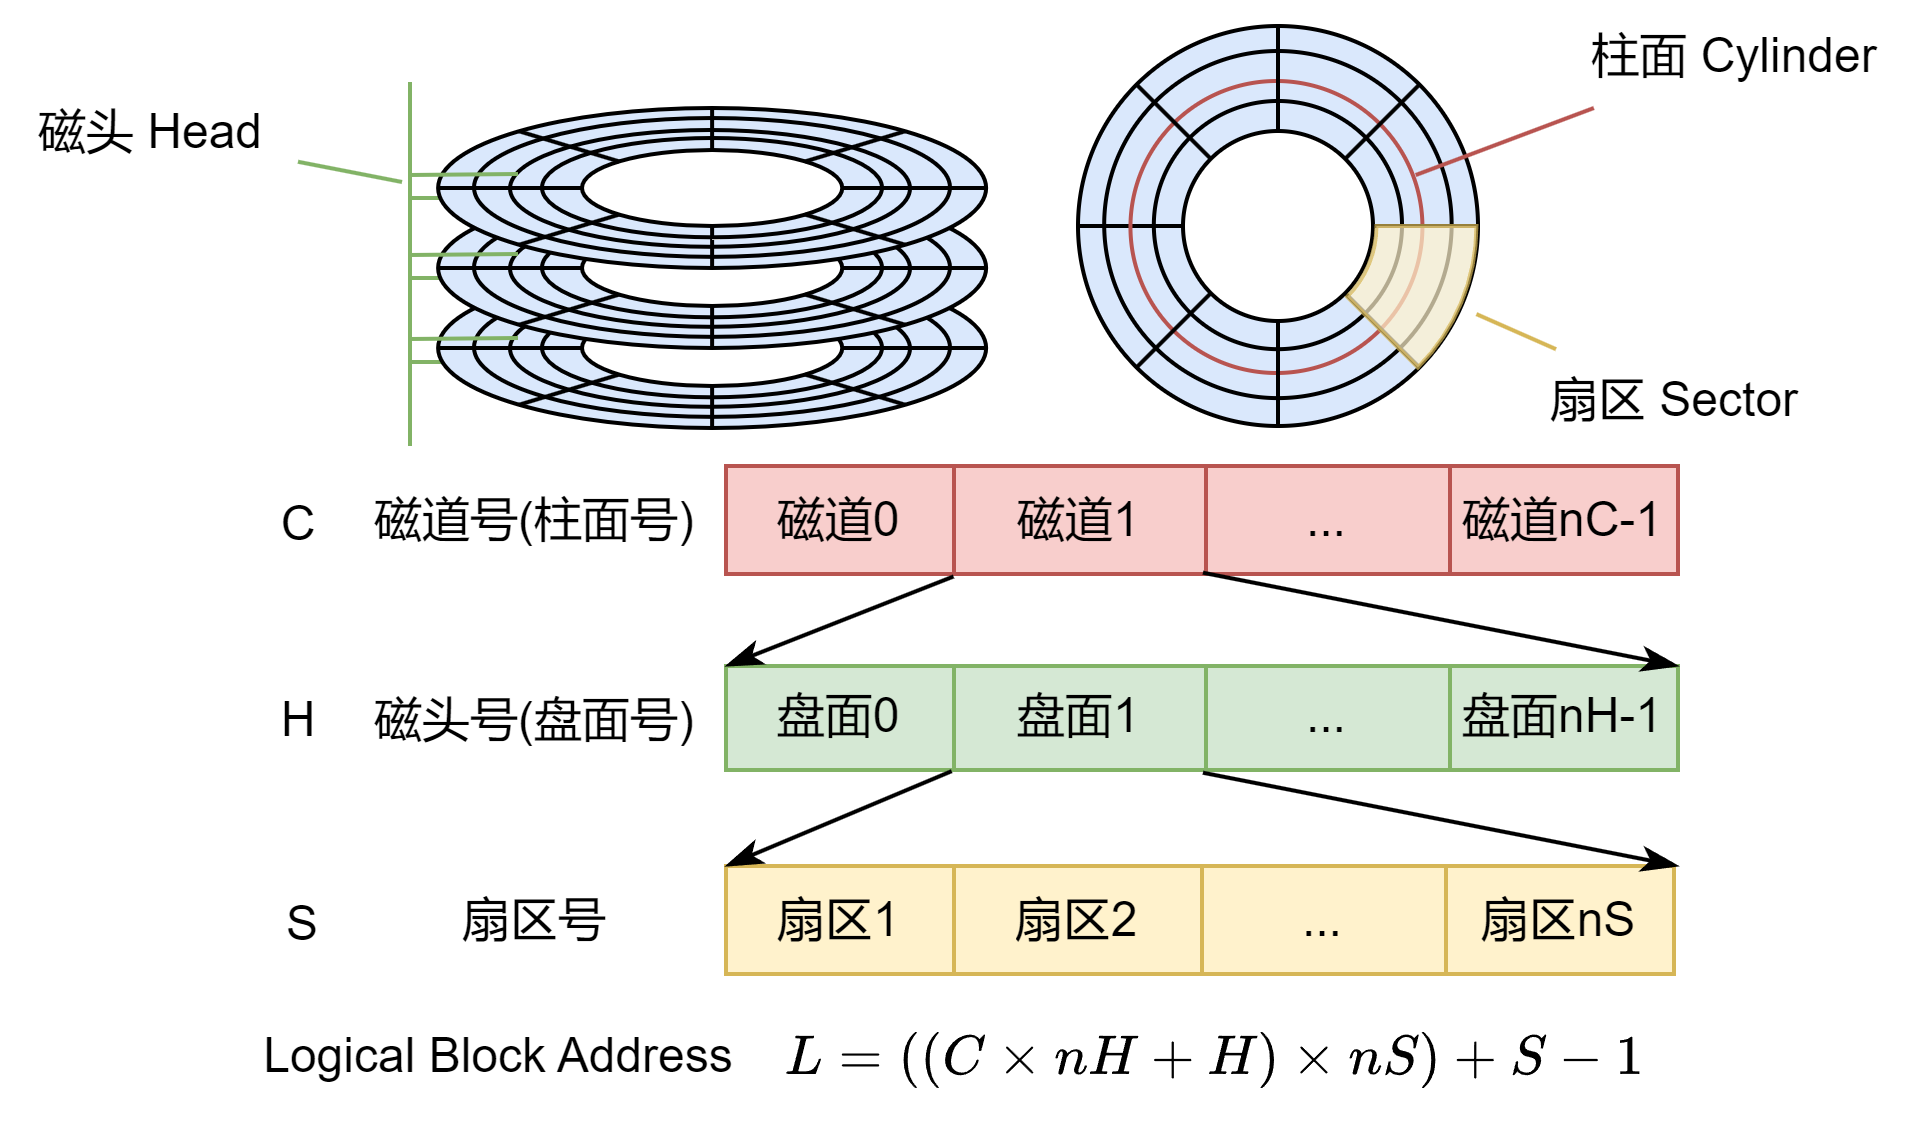 柱面 Cylinder
磁头 Head
扇区 Sector
C 磁道号(柱面号) 磁道0 磁道1 ... 磁道nC-1
H 磁头号(盘面号) 盘面0 盘面1 ... 盘面nH-1
S 扇区号 扇区1 扇区2 ... 扇区nS
Logical Block Address L = ((C × nH + H) × nS) + S − 1